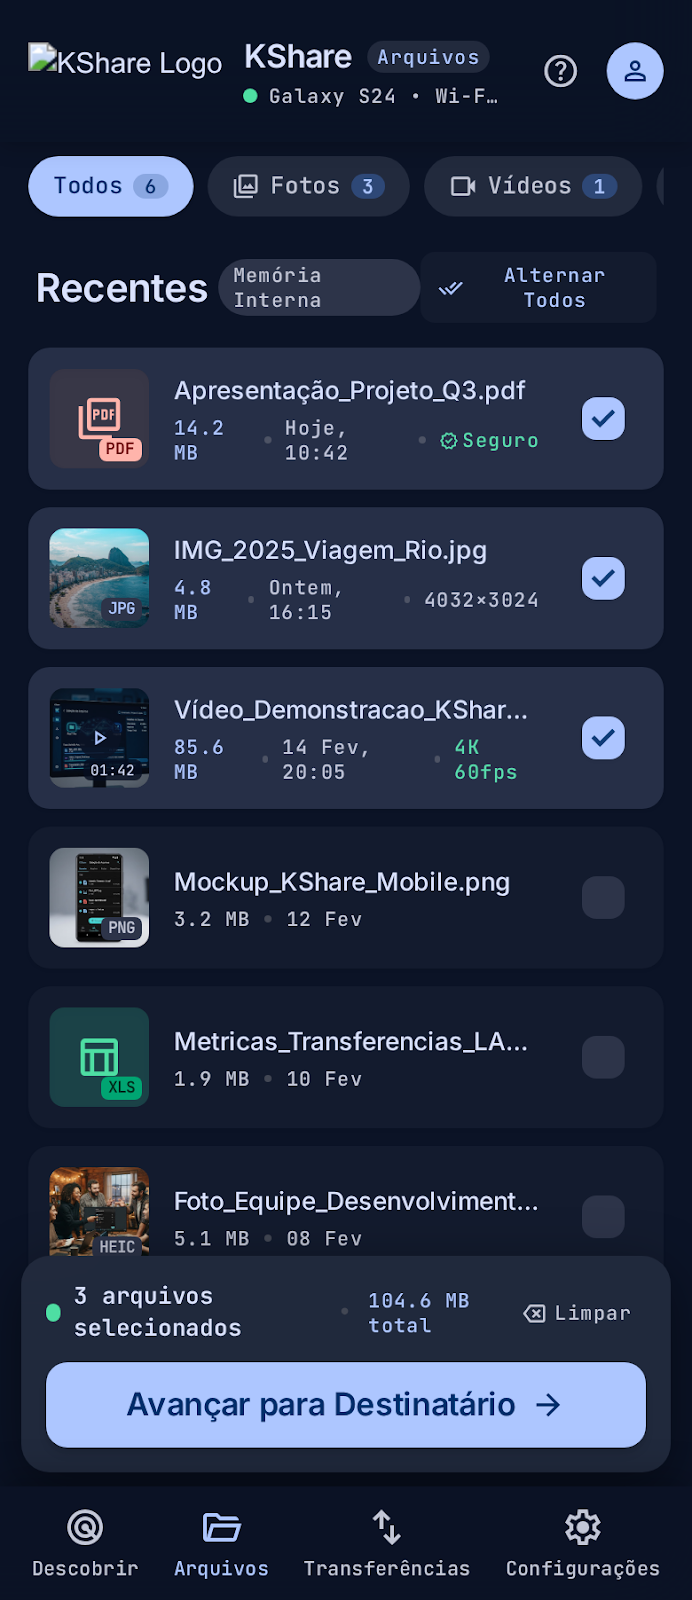 KShare Logo
KShare Arquivos
Galaxy S24 • Wi-F…
Todos 6
Fotos 3
Vídeos 1
Recentes
Memória
Interna
Alternar
Todos
Apresentação_Projeto_Q3.pdf
PDF
PDF
14.2
MB
Hoje,
10:42
Seguro
IMG_2025_Viagem_Rio.jpg
JPG
4.8
MB
Ontem,
16:15
4032×3024
Vídeo_Demonstracao_KShar…
01:42
85.6
MB
14 Fev,
20:05
4K
60fps
Mockup_KShare_Mobile.png
PNG
3.2 MB • 12 Fev
Metricas_Transferencias_LA…
XLS
1.9 MB • 10 Fev
Foto_Equipe_Desenvolviment…
HEIC
5.1 MB • 08 Fev
3 arquivos
selecionados
104.6 MB
total
Limpar
Avançar para Destinatário →
Descobrir
Arquivos
Transferências
Configurações